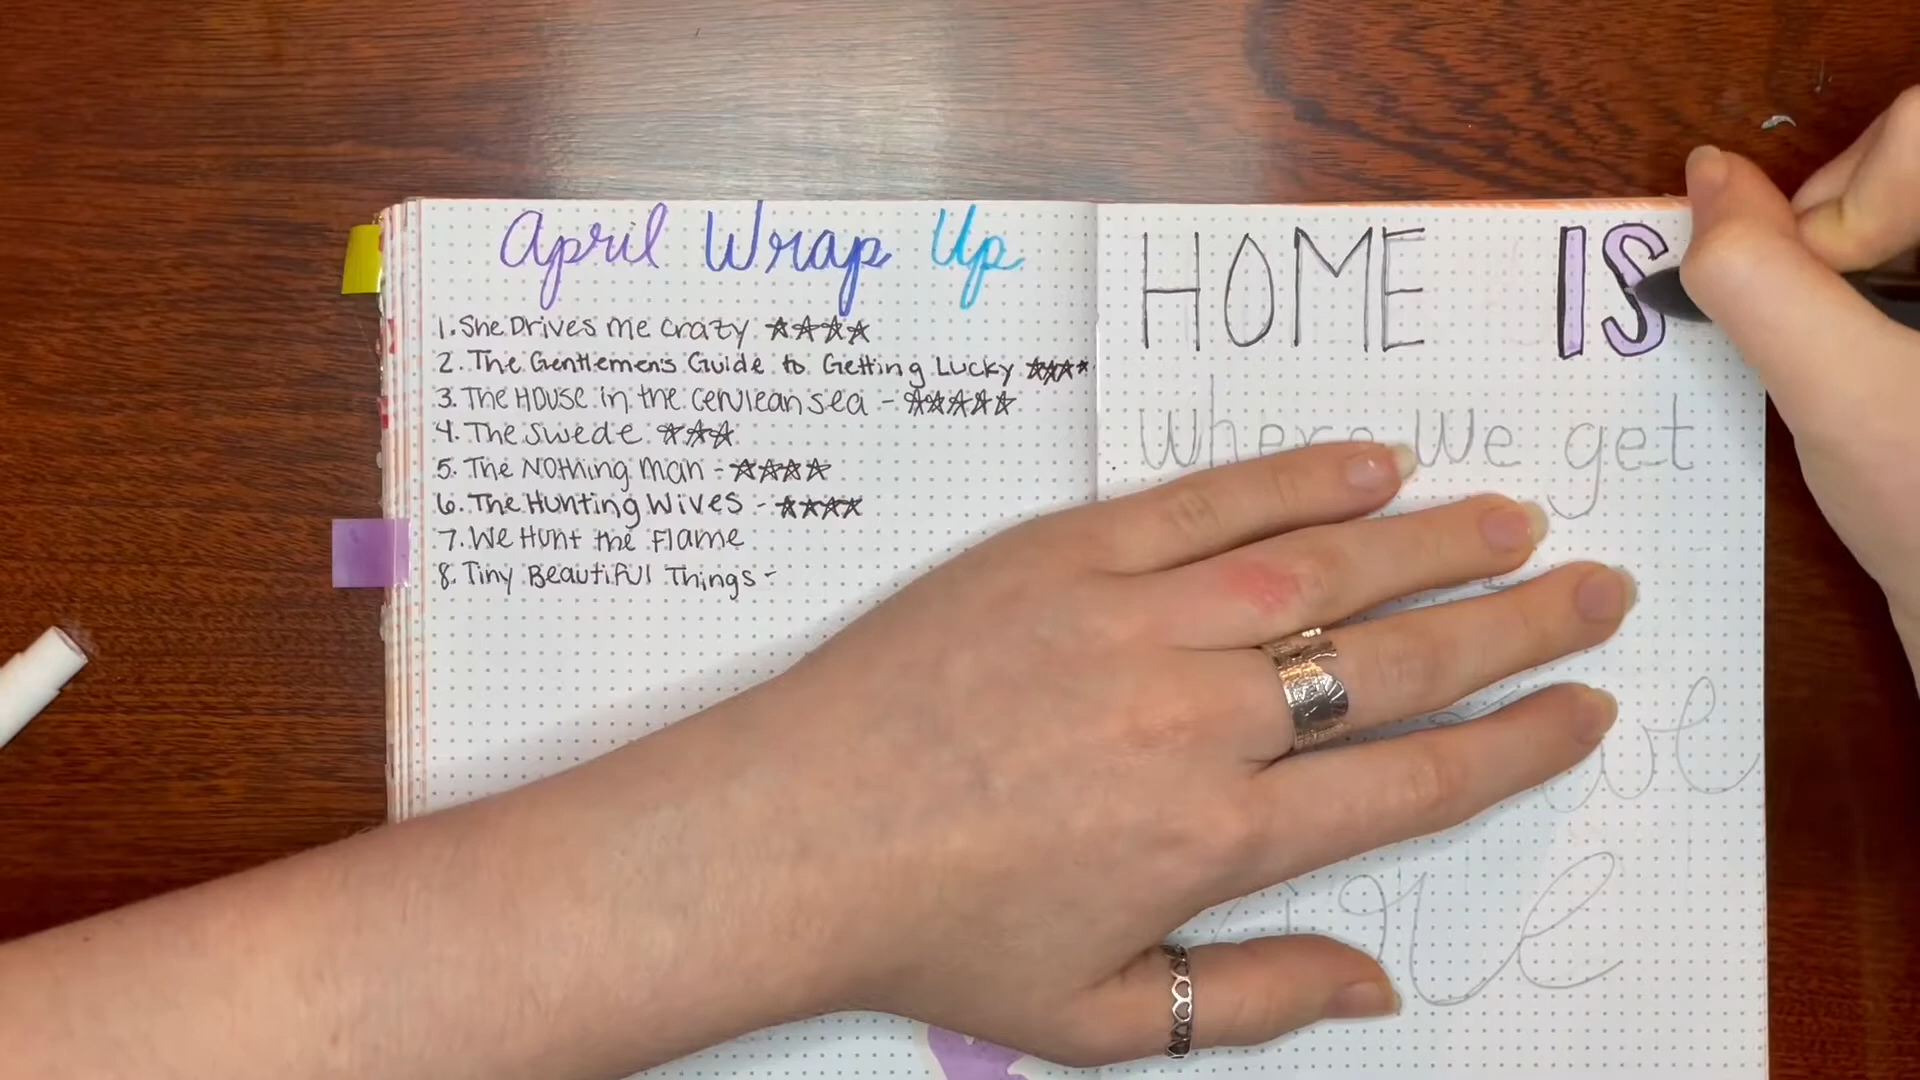 April Wrap Up
1. She Drives me crazy ☆☆☆☆
2. The Gentlemen's Guide to Getting Lucky ☆☆☆☆
3. The House in the cerulean sea - ☆☆☆☆☆
4. The Swede ☆☆☆
5. The Nothing Man - ☆☆☆☆
6. The Hunting Wives - ☆☆☆☆
7. We Hunt the Flame
8. Tiny Beautiful Things -
HOME IS
where we get